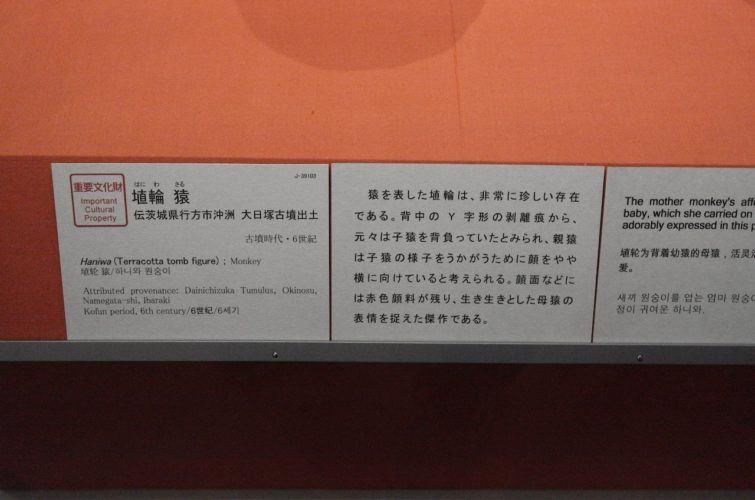 重要文化財
Important
Cultural
Property
J-39103
はに わ さる
埴輪 猿
伝茨城県行方市沖洲 大日塚古墳出土
古墳時代・6世紀
Haniwa (Terracotta tomb figure) ; Monkey
埴轮 猿/하니와 원숭이
Attributed provenance: Dainichizuka Tumulus, Okinosu,
Namegata-shi, Ibaraki
Kofun period, 6th century/6世紀/6세기
猿を表した埴輪は、非常に珍しい存在
である。背中の Y 字形の剥離痕から、
元々は子猿を背負っていたとみられ、親猿
は子猿の様子をうかがうために顔をやや
横に向けていると考えられる。顔面などに
は赤色顔料が残り、生き生きとした母猿の
表情を捉えた傑作である。
The mother monkey's
baby, which she carried on
adorably expressed in this
埴轮为背着幼猿的母猿，活灵
爱。
새끼 원숭이를 업는 엄마
정이 귀여운 하니와.